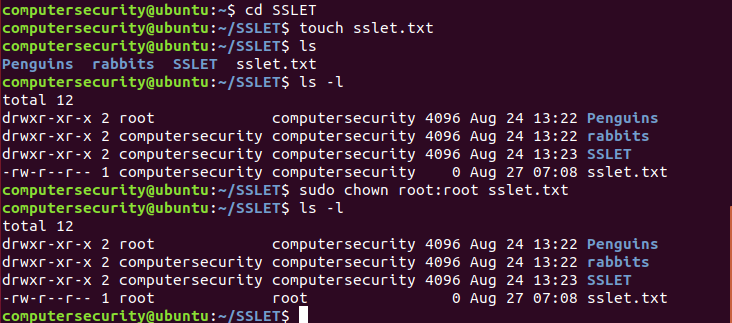 computersecurity@ubuntu:~$ cd SSLET
computersecurity@ubuntu:~/SSLET$ touch sslet.txt
computersecurity@ubuntu:~/SSLET$ ls
Penguins  rabbits  SSLET  sslet.txt
computersecurity@ubuntu:~/SSLET$ ls -l
total 12
drwxr-xr-x 2 root             computersecurity 4096 Aug 24 13:22 Penguins
drwxr-xr-x 2 computersecurity computersecurity 4096 Aug 24 13:22 rabbits
drwxr-xr-x 2 computersecurity computersecurity 4096 Aug 24 13:23 SSLET
-rw-r--r-- 1 computersecurity computersecurity    0 Aug 27 07:08 sslet.txt
computersecurity@ubuntu:~/SSLET$ sudo chown root:root sslet.txt
computersecurity@ubuntu:~/SSLET$ ls -l
total 12
drwxr-xr-x 2 root             computersecurity 4096 Aug 24 13:22 Penguins
drwxr-xr-x 2 computersecurity computersecurity 4096 Aug 24 13:22 rabbits
drwxr-xr-x 2 computersecurity computersecurity 4096 Aug 24 13:23 SSLET
-rw-r--r-- 1 root             root                0 Aug 27 07:08 sslet.txt
computersecurity@ubuntu:~/SSLET$